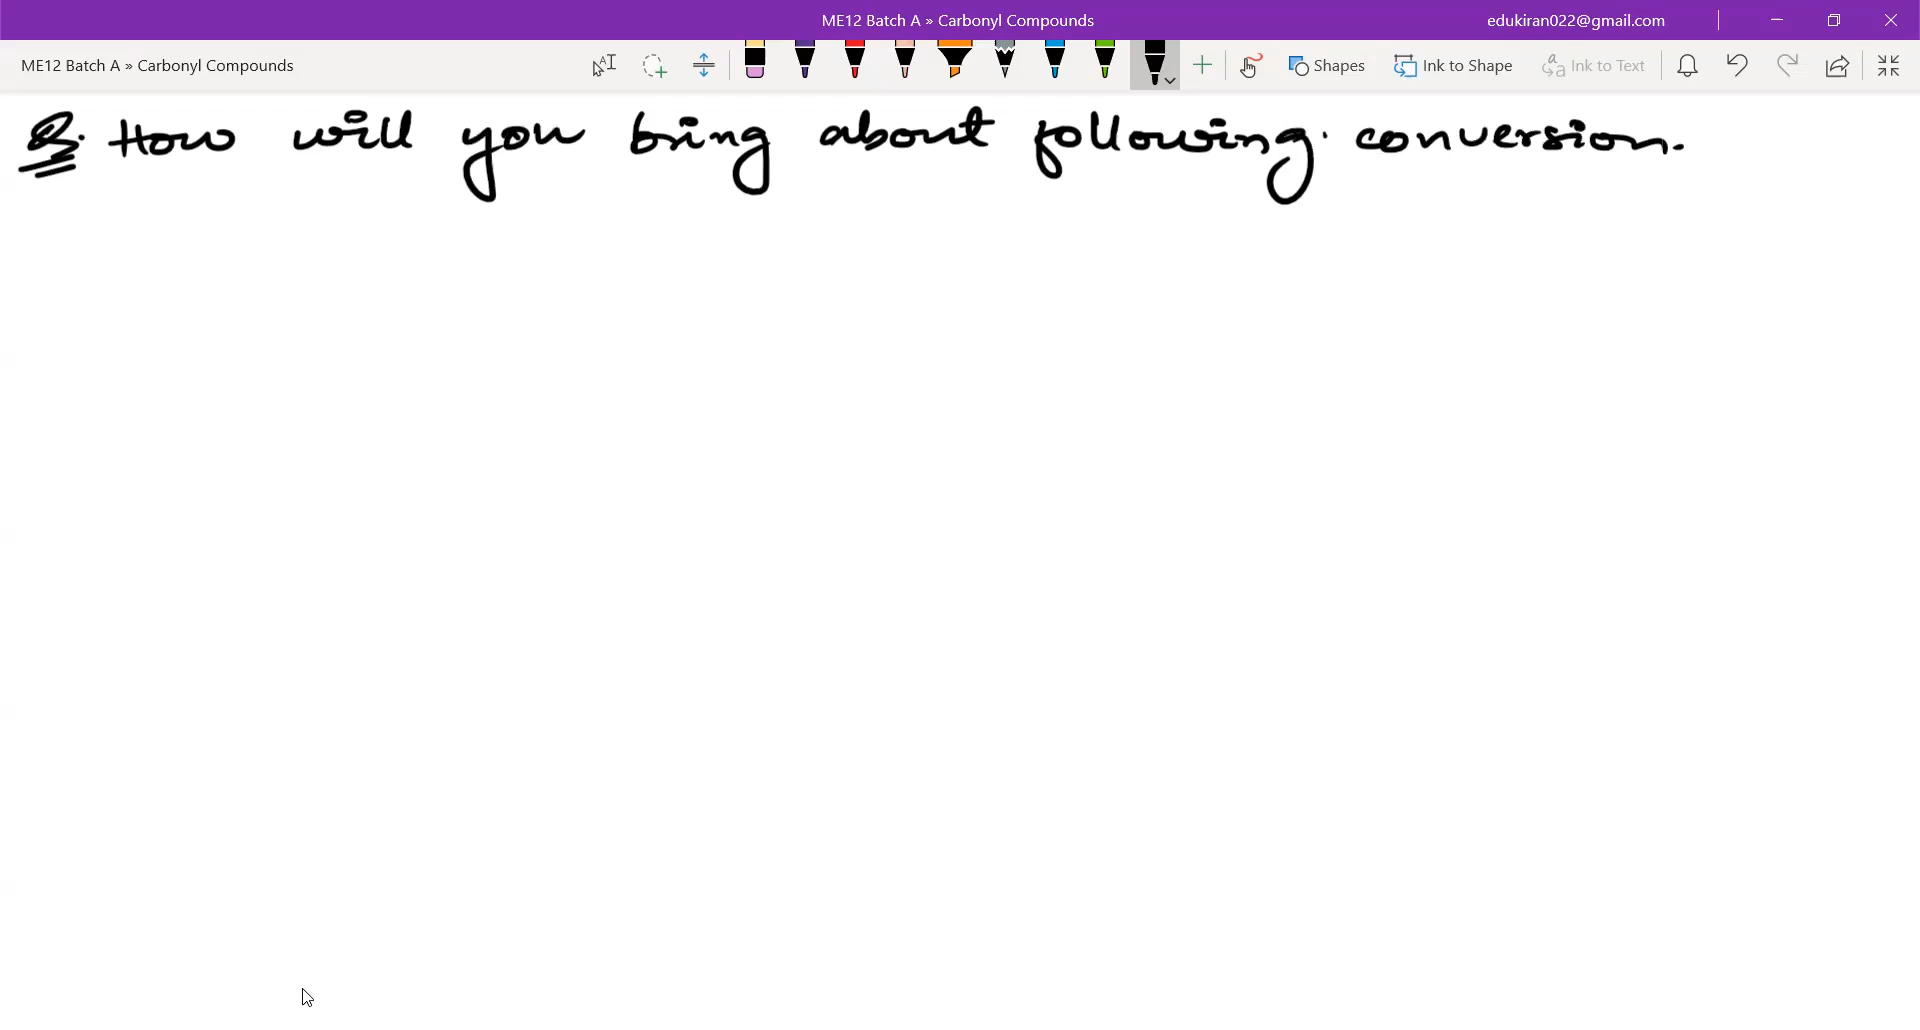 ME12 Batch A » Carbonyl Compounds edukiran022@gmail.com
ME12 Batch A » Carbonyl Compounds Shapes Ink to Shape Ink to Text
Q. How will you bring about following conversion.